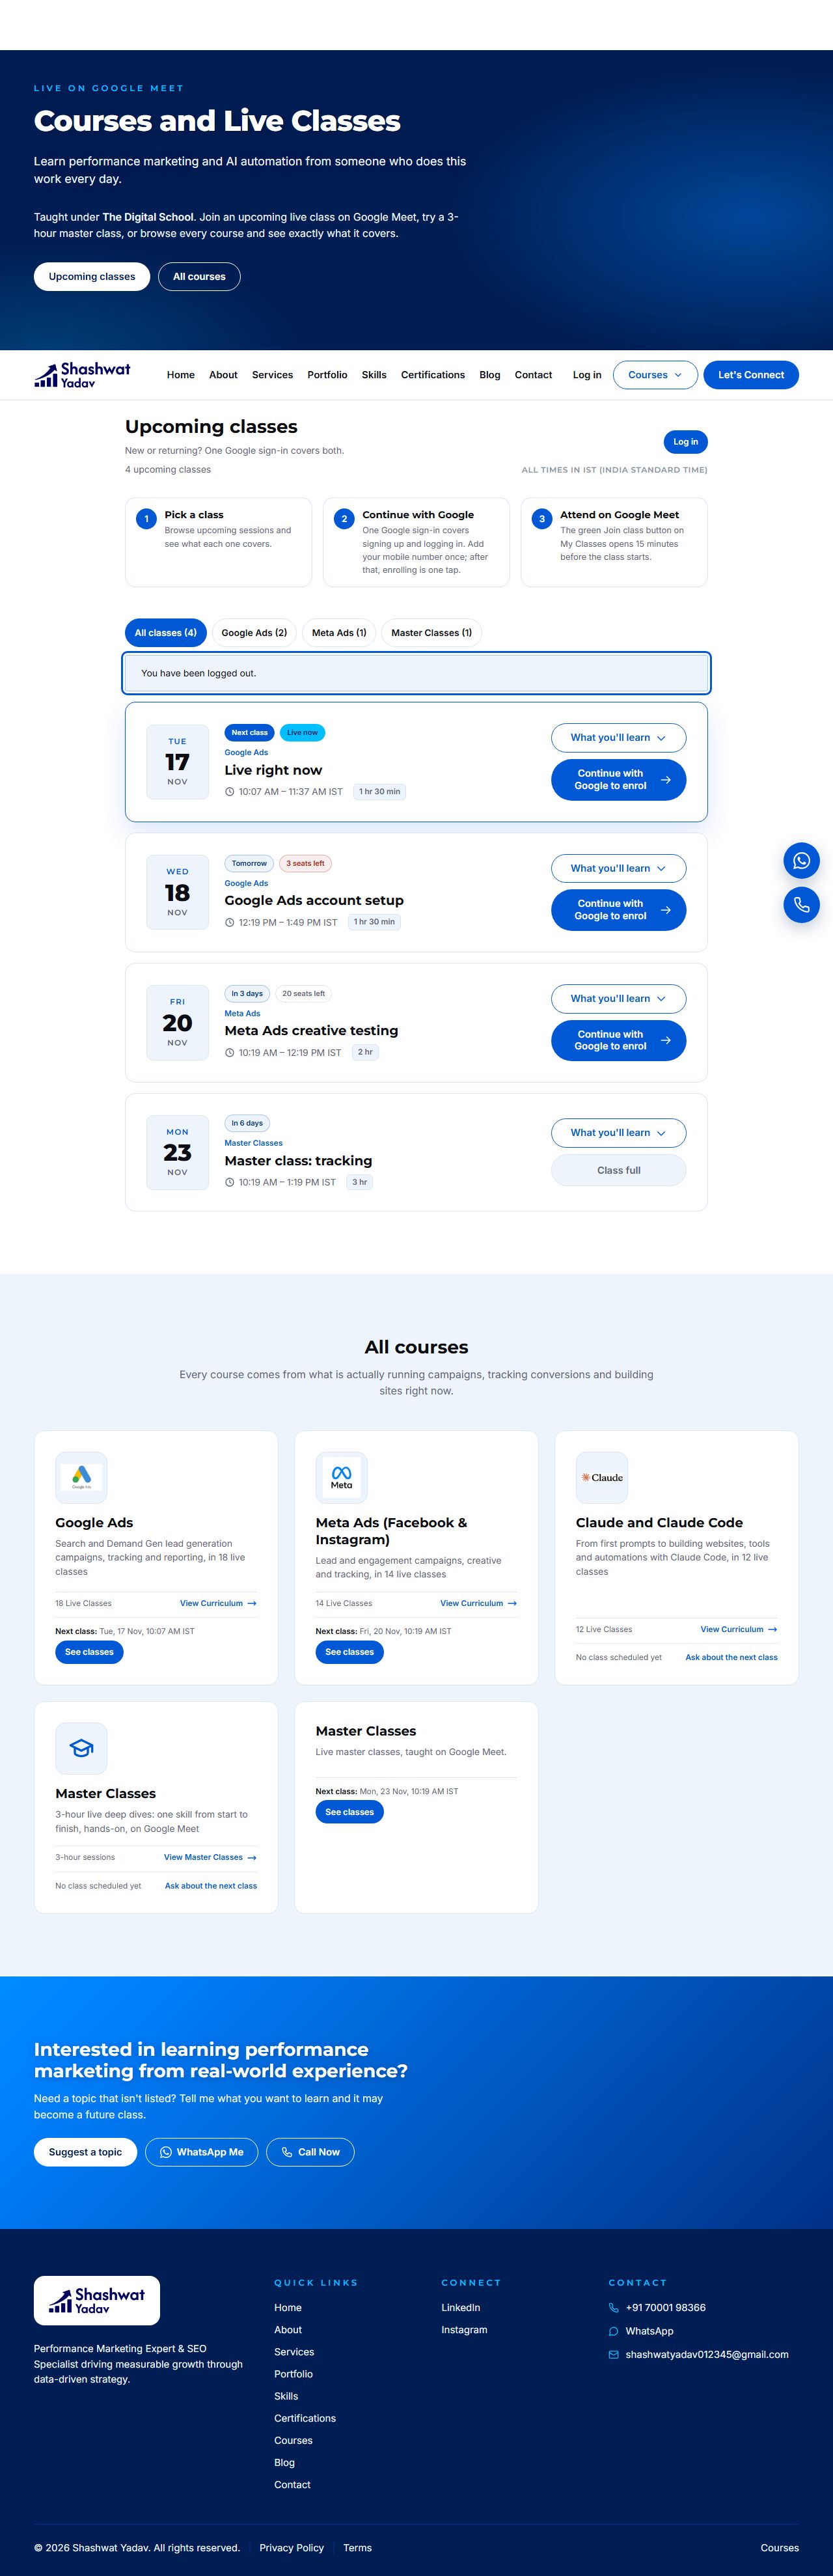 LIVE ON GOOGLE MEET
Courses and Live Classes
Learn performance marketing and AI automation from someone who does this
work every day.
Taught under The Digital School. Join an upcoming live class on Google Meet, try a 3-
hour master class, or browse every course and see exactly what it covers.
Upcoming classes
All courses
Shashwat
Yadav
Home
About
Services
Portfolio
Skills
Certifications
Blog
Contact
Log in
Courses
Let's Connect
Upcoming classes
New or returning? One Google sign-in covers both.
Log in
4 upcoming classes
ALL TIMES IN IST (INDIA STANDARD TIME)
1
Pick a class
Browse upcoming sessions and
see what each one covers.
2
Continue with Google
One Google sign-in covers
signing up and logging in. Add
your mobile number once; after
that, enrolling is one tap.
3
Attend on Google Meet
The green Join class button on
My Classes opens 15 minutes
before the class starts.
All classes (4)
Google Ads (2)
Meta Ads (1)
Master Classes (1)
You have been logged out.
TUE
17
NOV
Next class
Live now
Google Ads
Live right now
10:07 AM – 11:37 AM IST
1 hr 30 min
What you'll learn
Continue with
Google to enrol
WED
18
NOV
Tomorrow
3 seats left
Google Ads
Google Ads account setup
12:19 PM – 1:49 PM IST
1 hr 30 min
What you'll learn
Continue with
Google to enrol
FRI
20
NOV
In 3 days
20 seats left
Meta Ads
Meta Ads creative testing
10:19 AM – 12:19 PM IST
2 hr
What you'll learn
Continue with
Google to enrol
MON
23
NOV
In 6 days
Master Classes
Master class: tracking
10:19 AM – 1:19 PM IST
3 hr
What you'll learn
Class full
All courses
Every course comes from what is actually running campaigns, tracking conversions and building
sites right now.
Google Ads
Google Ads
Search and Demand Gen lead generation
campaigns, tracking and reporting, in 18 live
classes
18 Live Classes
View Curriculum
Next class: Tue, 17 Nov, 10:07 AM IST
See classes
Meta
Meta Ads (Facebook &
Instagram)
Lead and engagement campaigns, creative
and tracking, in 14 live classes
14 Live Classes
View Curriculum
Next class: Fri, 20 Nov, 10:19 AM IST
See classes
Claude
Claude and Claude Code
From first prompts to building websites, tools
and automations with Claude Code, in 12 live
classes
12 Live Classes
View Curriculum
No class scheduled yet
Ask about the next class
Master Classes
3-hour live deep dives: one skill from start to
finish, hands-on, on Google Meet
3-hour sessions
View Master Classes
No class scheduled yet
Ask about the next class
Master Classes
Live master classes, taught on Google Meet.
Next class: Mon, 23 Nov, 10:19 AM IST
See classes
Interested in learning performance
marketing from real-world experience?
Need a topic that isn't listed? Tell me what you want to learn and it may
become a future class.
Suggest a topic
WhatsApp Me
Call Now
Shashwat
Yadav
Performance Marketing Expert & SEO
Specialist driving measurable growth through
data-driven strategy.
QUICK LINKS
Home
About
Services
Portfolio
Skills
Certifications
Courses
Blog
Contact
CONNECT
LinkedIn
Instagram
CONTACT
+91 70001 98366
WhatsApp
shashwatyadav012345@gmail.com
© 2026 Shashwat Yadav. All rights reserved.
Privacy Policy
Terms
Courses